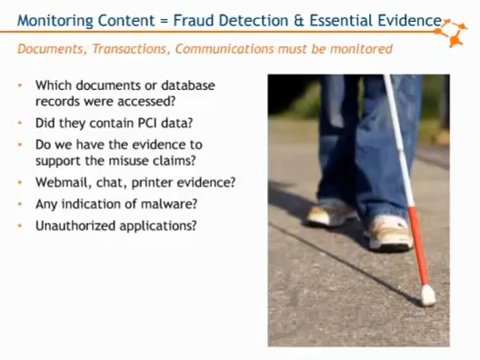 Monitoring Content = Fraud Detection & Essential Evidence
Documents, Transactions, Communications must be monitored
• Which documents or database
records were accessed?
• Did they contain PCI data?
• Do we have the evidence to
support the misuse claims?
• Webmail, chat, printer evidence?
• Any indication of malware?
• Unauthorized applications?